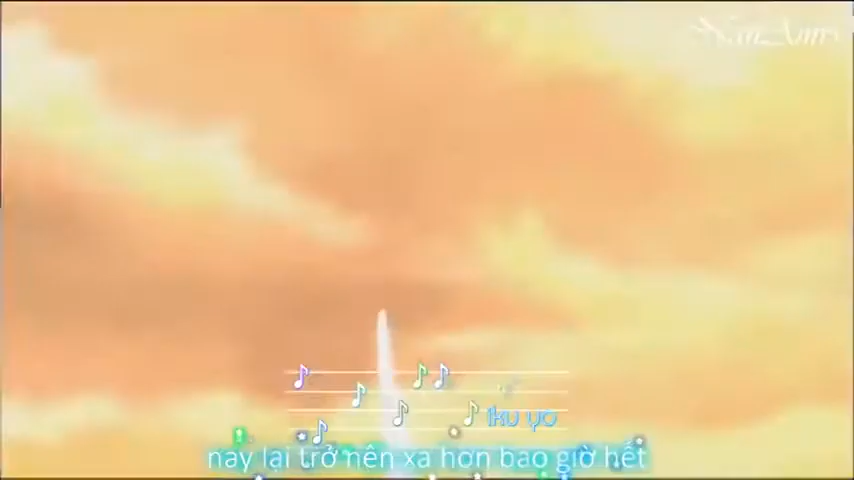 iku yo
nay lại trở nên xa hơn bao giờ hết